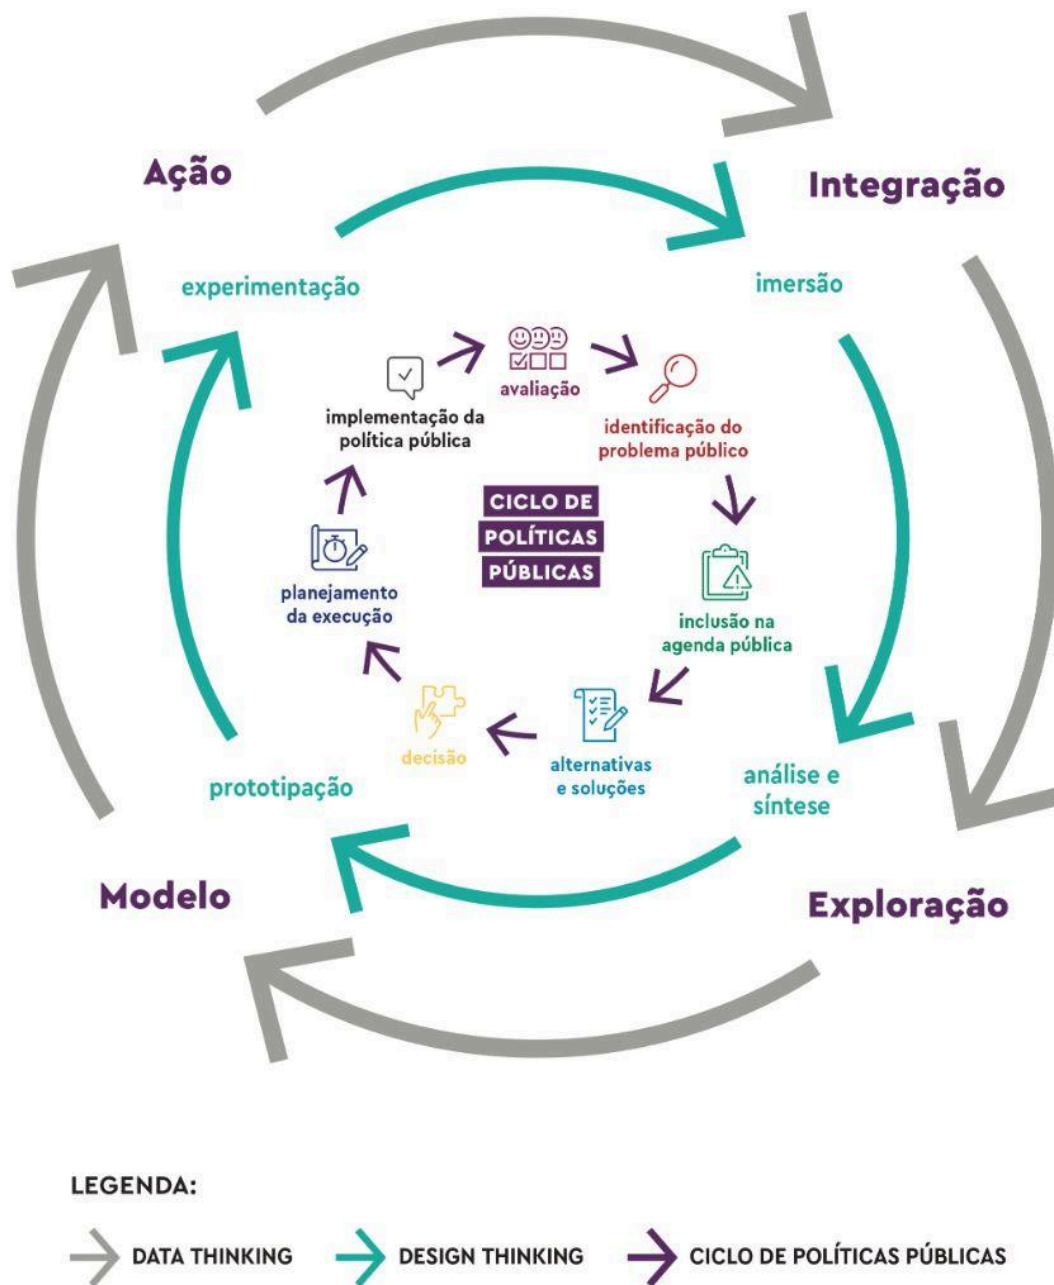 Ação
Integração
experimentação
imersão
avaliação
implementação da
política pública
identificação do
problema público
CICLO DE
POLÍTICAS
PÚBLICAS
planejamento
da execução
inclusão na
agenda pública
decisão
alternativas
e soluções
prototipação
análise e
síntese
Modelo
Exploração
LEGENDA:
DATA THINKING
DESIGN THINKING
CICLO DE POLÍTICAS PÚBLICAS